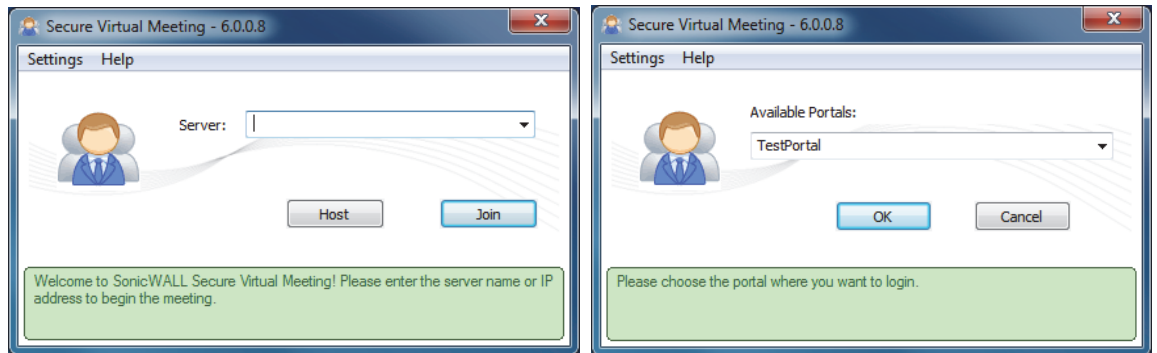 Secure Virtual Meeting - 6.0.0.8
Settings Help
Server:
Host Join
Welcome to SonicWALL Secure Virtual Meeting! Please enter the server name or IP
address to begin the meeting.
Secure Virtual Meeting - 6.0.0.8
Settings Help
Available Portals:
TestPortal
OK Cancel
Please choose the portal where you want to login.